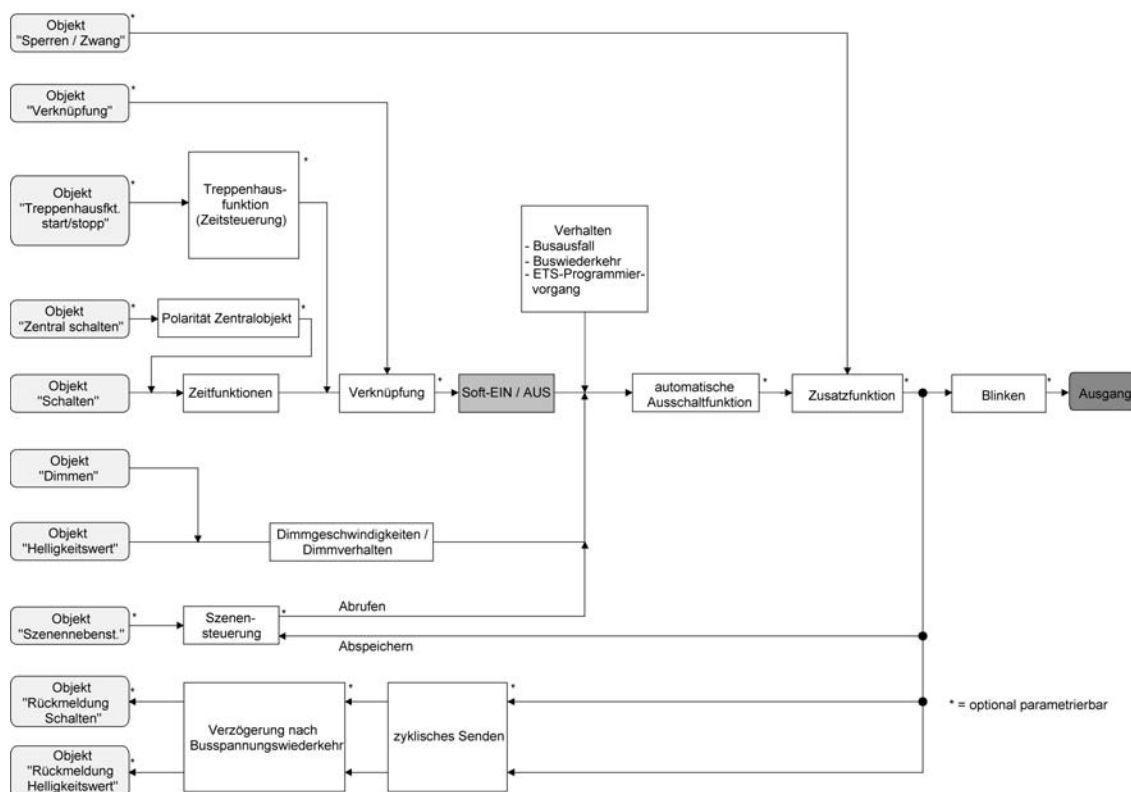 Objekt
"Sperren / Zwang"
*
Objekt
"Verknüpfung"
*
Objekt
"Treppenhausfkt.
start/stopp"
*
Treppenhaus-
funktion
(Zeitsteuerung)
*
Verhalten
- Busausfall
- Buswiederkehr
- ETS-Programmier-
vorgang
Objekt
"Zentral schalten"
*
Polarität Zentralobjekt
*
Objekt
"Schalten"
Zeitfunktionen
Verknüpfung
*
Soft-EIN / AUS
automatische
Ausschaltfunktion
*
Zusatzfunktion
*
Blinken
*
Ausgang
Objekt
"Dimmen"
Objekt
"Helligkeitswert"
Dimmgeschwindigkeiten /
Dimmverhalten
Objekt
"Szenennebenst."
*
Szenen-
steuerung
*
Abrufen
Abspeichern
Objekt
"Rückmeldung
Schalten"
*
Verzögerung nach
Busspannungswiederkehr
*
zyklisches Senden
*
* = optional parametrierbar
Objekt
"Rückmeldung
Helligkeitswert"
*